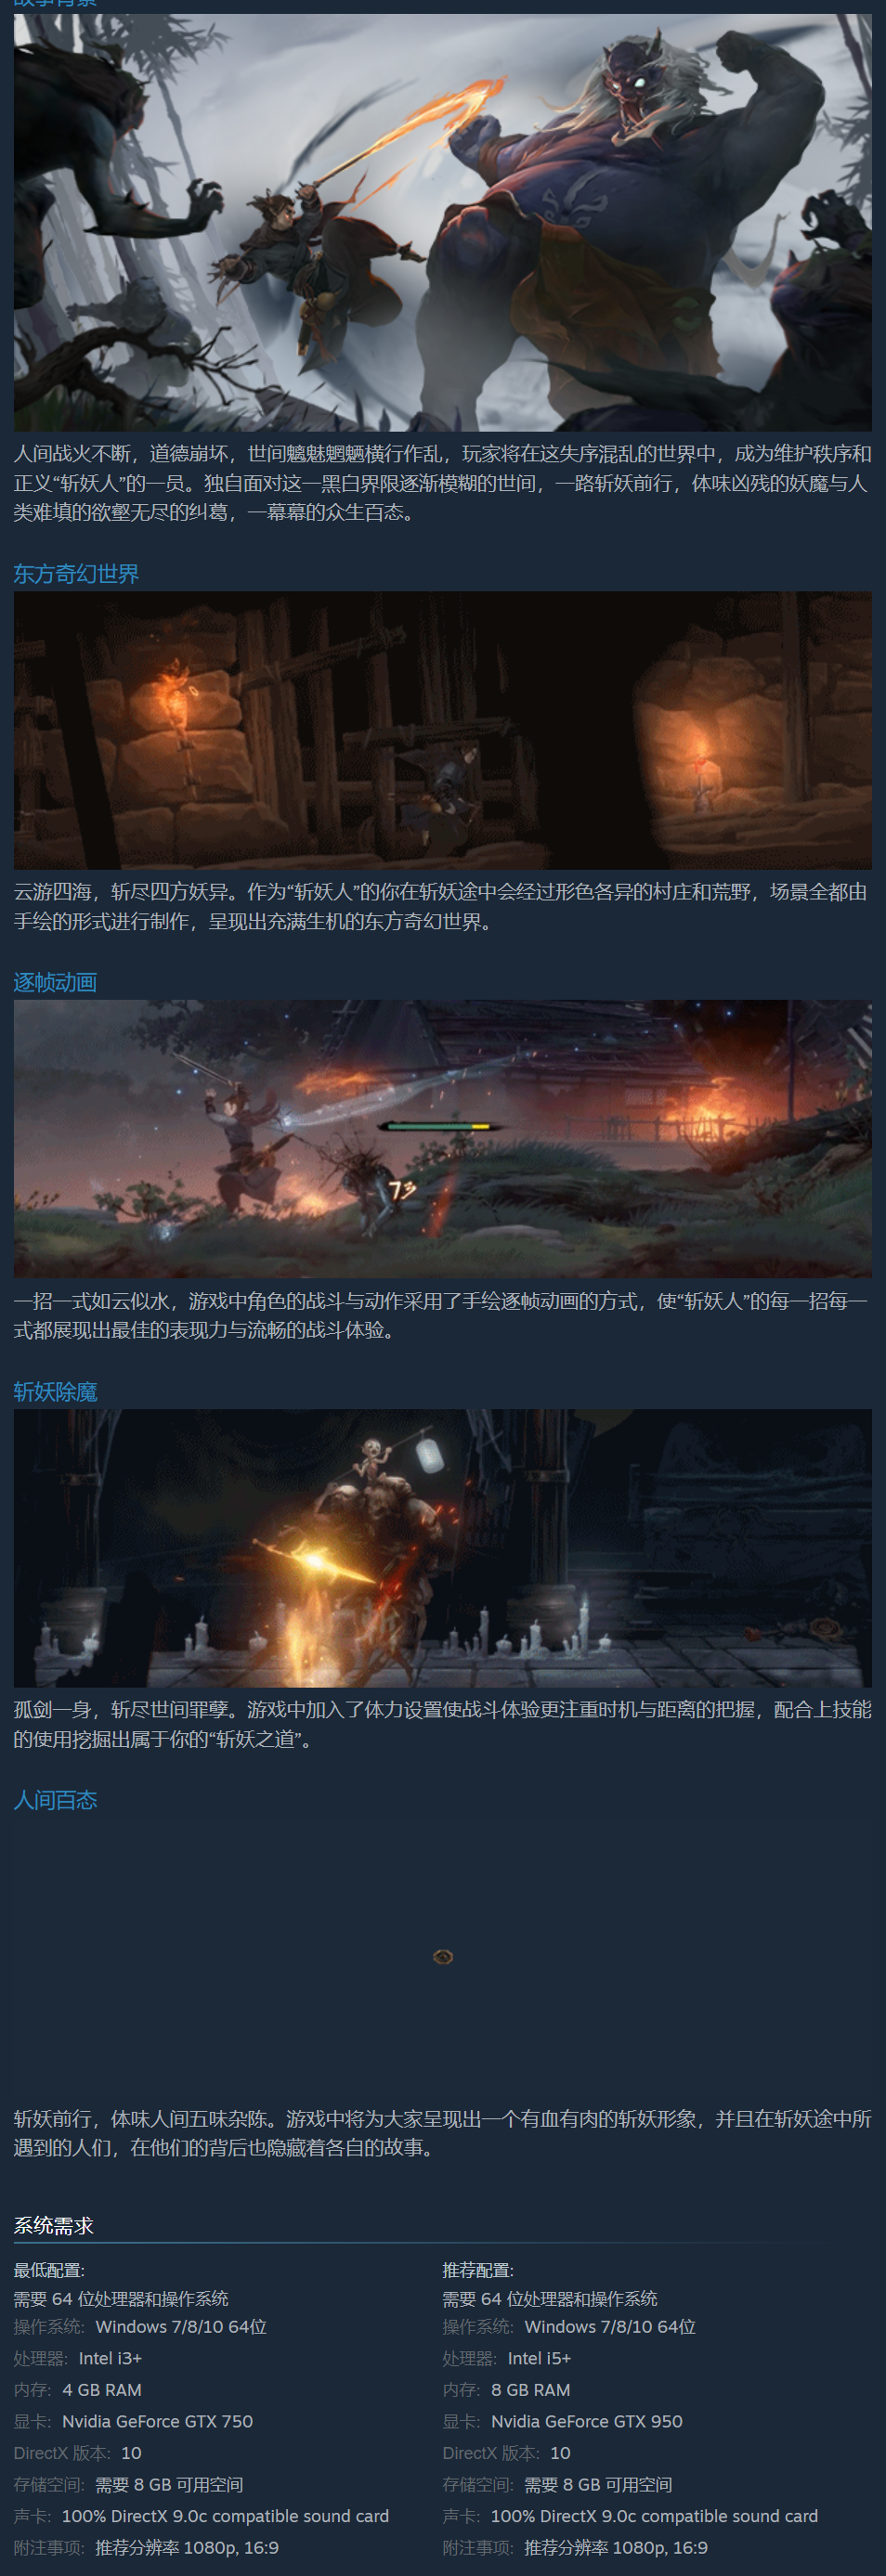 故事背景
人间战火不断，道德崩坏，世间魑魅魍魉横行作乱，玩家将在这失序混乱的世界中，成为维护秩序和
正义“斩妖人”的一员。独自面对这一黑白界限逐渐模糊的世间，一路斩妖前行，体味凶残的妖魔与人
类难填的欲壑无尽的纠葛，一幕幕的众生百态。
东方奇幻世界
云游四海，斩尽四方妖异。作为“斩妖人”的你在斩妖途中会经过形色各异的村庄和荒野，场景全都由
手绘的形式进行制作，呈现出充满生机的东方奇幻世界。
逐帧动画
73
一招一式如云似水，游戏中角色的战斗与动作采用了手绘逐帧动画的方式，使“斩妖人”的每一招每一
式都展现出最佳的表现力与流畅的战斗体验。
斩妖除魔
孤剑一身，斩尽世间罪孽。游戏中加入了体力设置使战斗体验更注重时机与距离的把握，配合上技能
的使用挖掘出属于你的“斩妖之道”。
人间百态
斩妖前行，体味人间五味杂陈。游戏中将为大家呈现出一个有血有肉的斩妖形象，并且在斩妖途中所
遇到的人们，在他们的背后也隐藏着各自的故事。
系统需求
最低配置:
需要 64 位处理器和操作系统
操作系统: Windows 7/8/10 64位
处理器: Intel i3+
内存: 4 GB RAM
显卡: Nvidia GeForce GTX 750
DirectX 版本: 10
存储空间: 需要 8 GB 可用空间
声卡: 100% DirectX 9.0c compatible sound card
附注事项: 推荐分辨率 1080p, 16:9
推荐配置:
需要 64 位处理器和操作系统
操作系统: Windows 7/8/10 64位
处理器: Intel i5+
内存: 8 GB RAM
显卡: Nvidia GeForce GTX 950
DirectX 版本: 10
存储空间: 需要 8 GB 可用空间
声卡: 100% DirectX 9.0c compatible sound card
附注事项: 推荐分辨率 1080p, 16:9